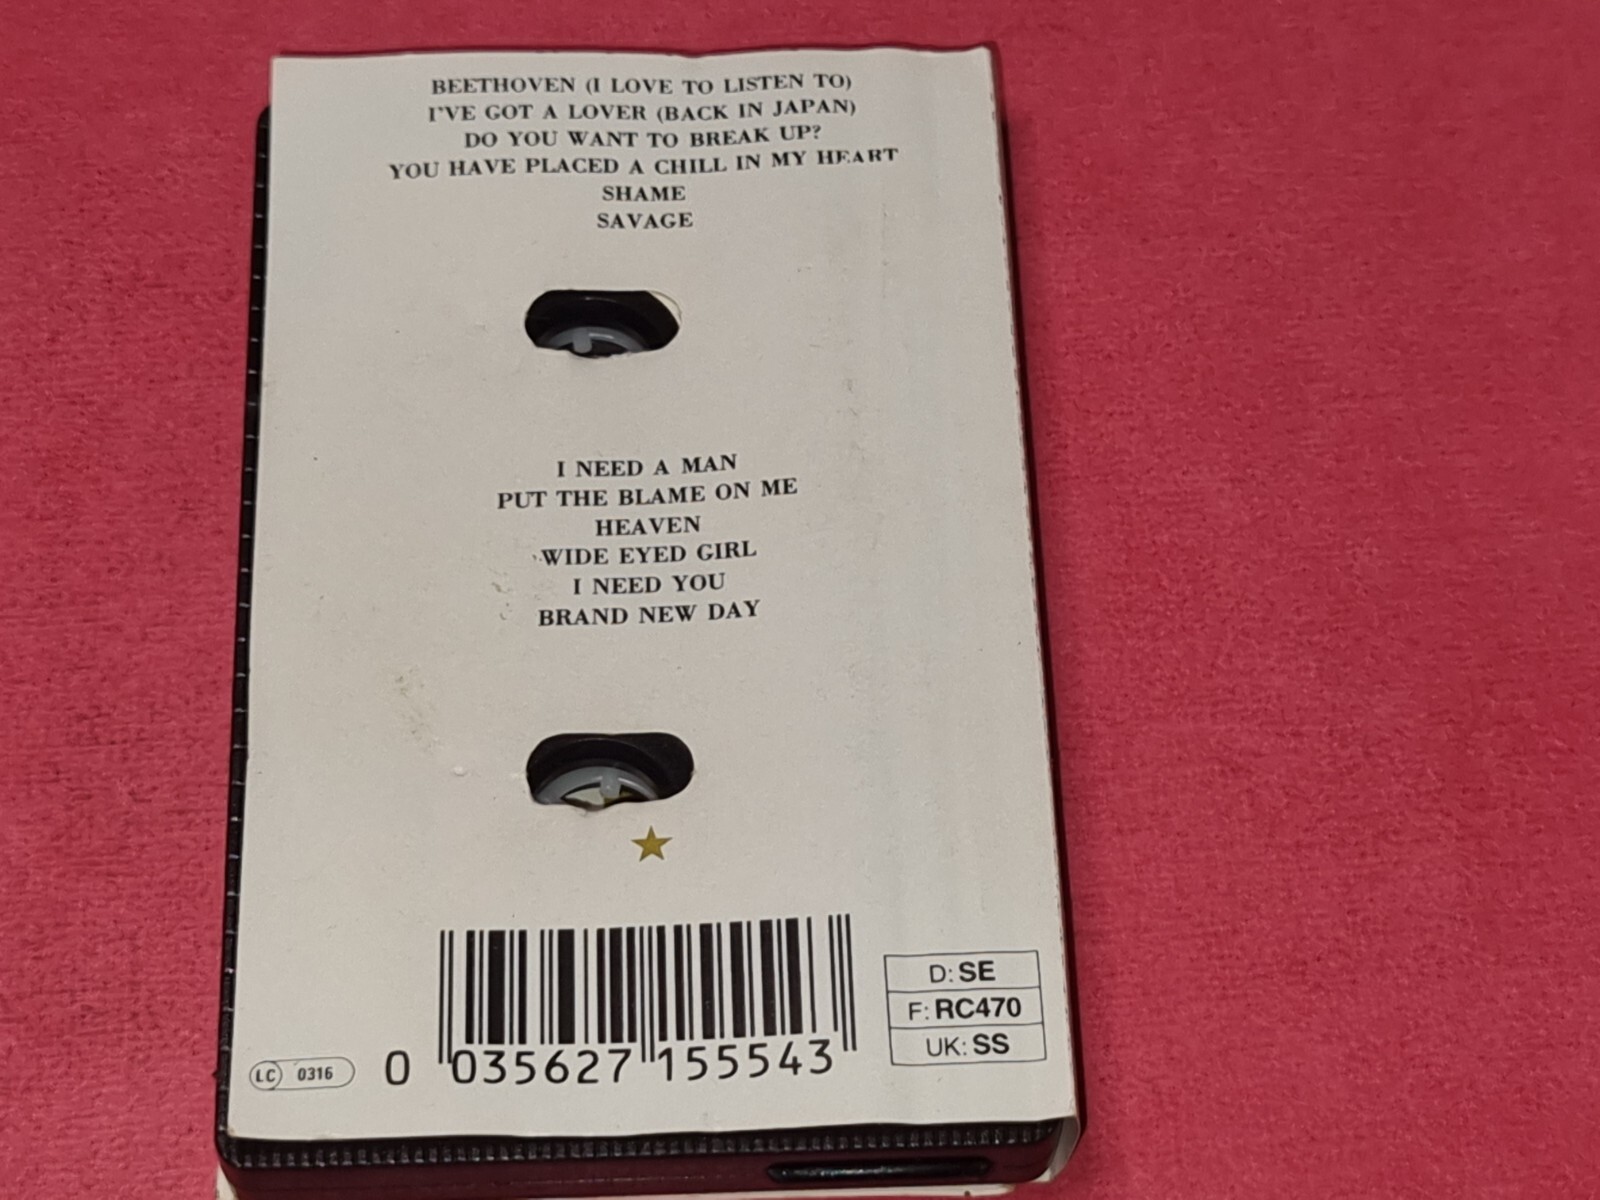 BEETHOVEN (I LOVE TO LISTEN TO)
I'VE GOT A LOVER (BACK IN JAPAN)
DO YOU WANT TO BREAK UP?
YOU HAVE PLACED A CHILL IN MY HEART
SHAME
SAVAGE
I NEED A MAN
PUT THE BLAME ON ME
HEAVEN
WIDE EYED GIRL
I NEED YOU
BRAND NEW DAY
D: SE
F: RC470
UK: SS
LC 0316
0 035627 155543